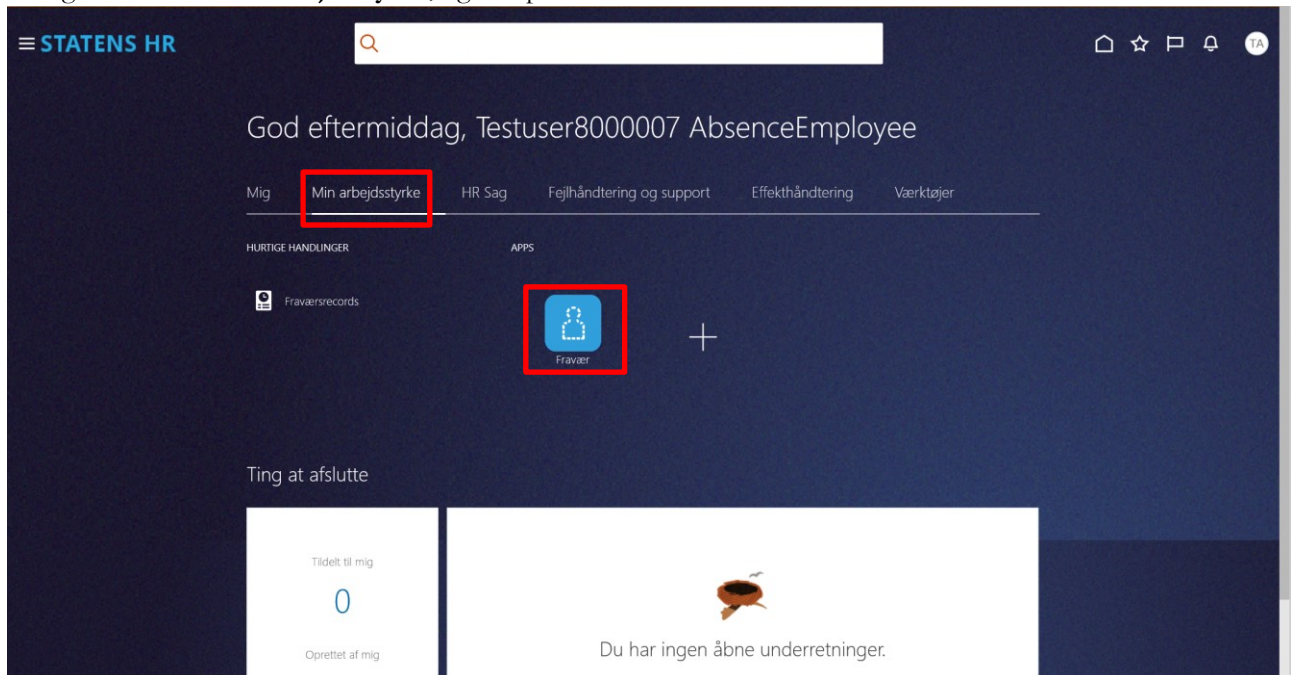 STATENS HR
TA
God eftermiddag, Testuser8000007 AbsenceEmployee
Mig Min arbejdsstyrke HR Sag Fejlhåndtering og support Effekthåndtering Værktøjer
HURTIGE HANDLINGER APPS
Fraværsrecords
Fravær
Ting at afslutte
Tildelt til mig
0
Oprettet af mig
Du har ingen åbne underretninger.